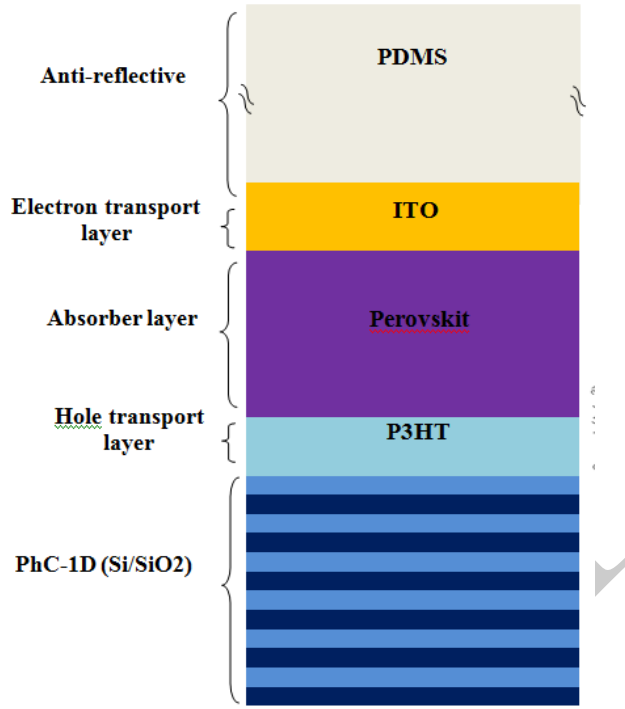 PDMS
Anti-reflective
Electron transport
layer
ITO
Absorber layer
Perovskit
Hole transport
layer
P3HT
PhC-1D (Si/SiO2)